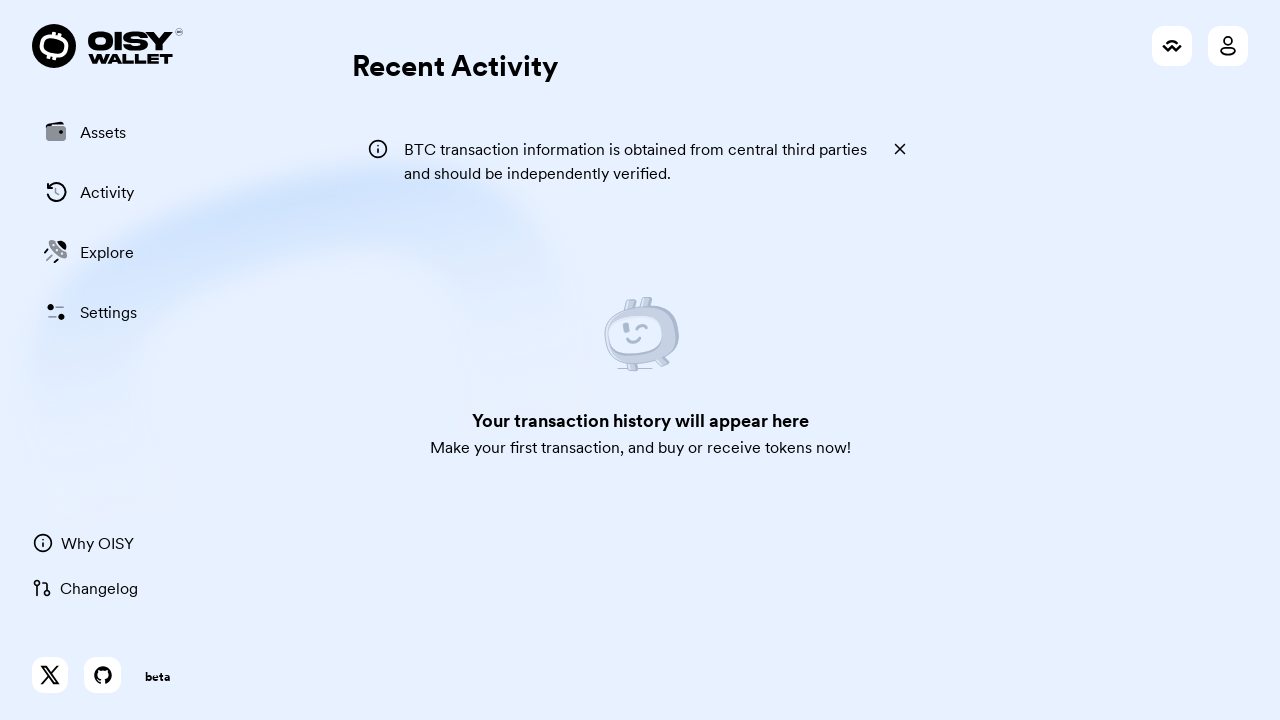 OISY
WALLET
Recent Activity
Assets
Activity
Explore
Settings
BTC transaction information is obtained from central third parties
and should be independently verified.
Your transaction history will appear here
Make your first transaction, and buy or receive tokens now!
Why OISY
Changelog
beta